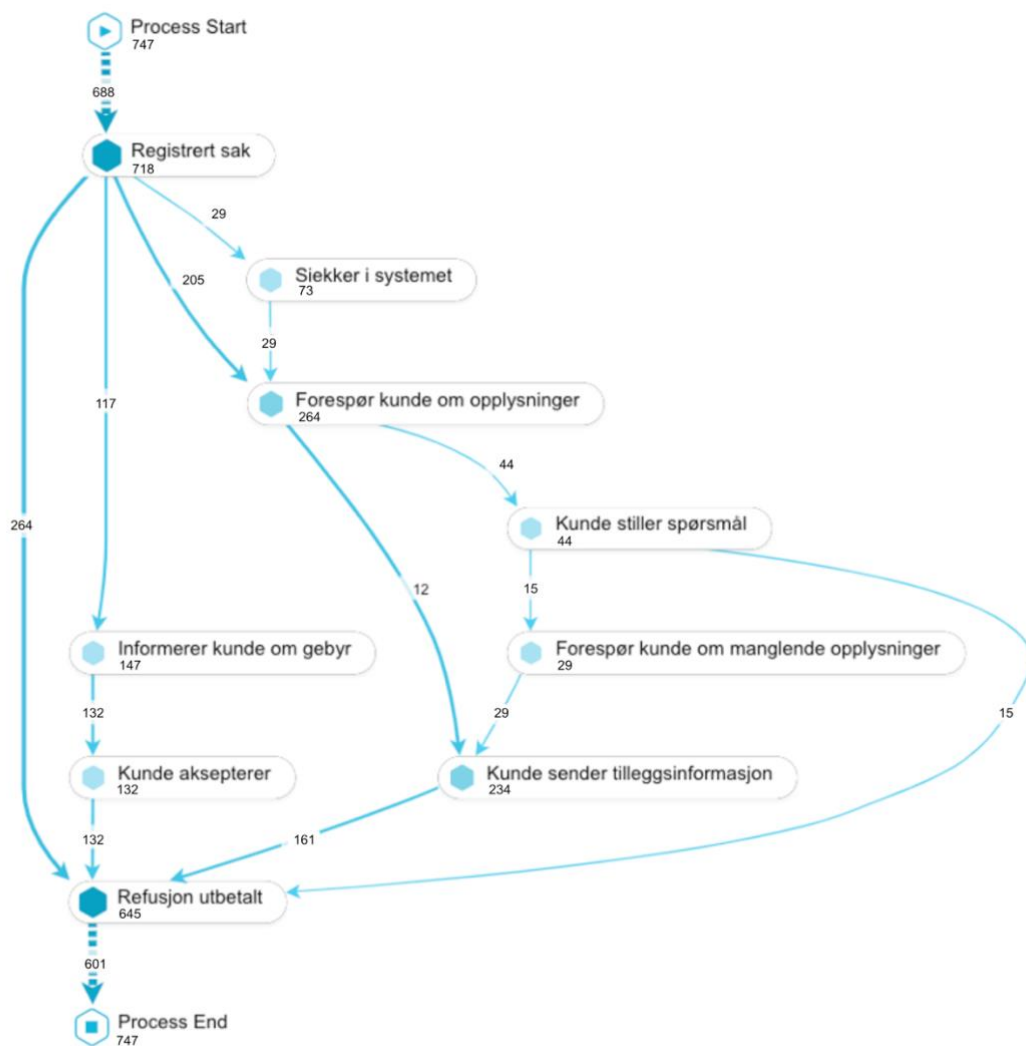 Process Start
747
688
Registrert sak
718
29
Siekker i systemet
73
205
29
Forespør kunde om opplysninger
264
117
44
Kunde stiller spørsmål
44
264
12
15
Informerer kunde om gebyr
147
Forespør kunde om manglende opplysninger
29
132
29
15
Kunde aksepterer
132
Kunde sender tilleggsinformasjon
234
132
161
Refusjon utbetalt
645
601
Process End
747